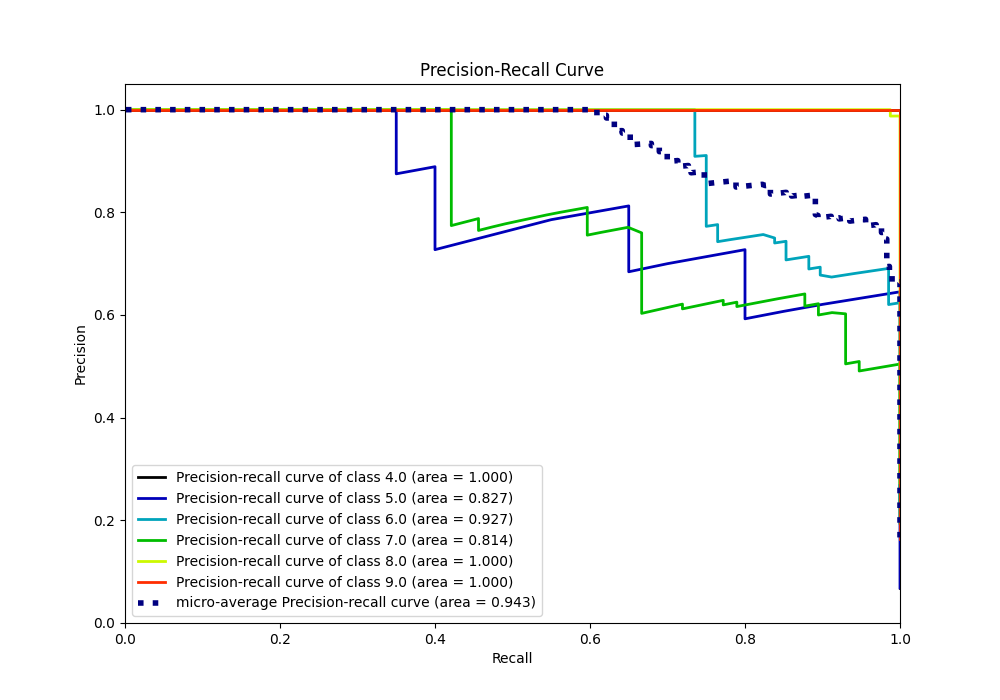 Precision-Recall Curve
1.0
0.8
0.6
0.4
0.2
0.0
Precision
Precision-recall curve of class 4.0 (area = 1.000)
Precision-recall curve of class 5.0 (area = 0.827)
Precision-recall curve of class 6.0 (area = 0.927)
Precision-recall curve of class 7.0 (area = 0.814)
Precision-recall curve of class 8.0 (area = 1.000)
Precision-recall curve of class 9.0 (area = 1.000)
micro-average Precision-recall curve (area = 0.943)
0.0 0.2 0.4 0.6 0.8 1.0
Recall